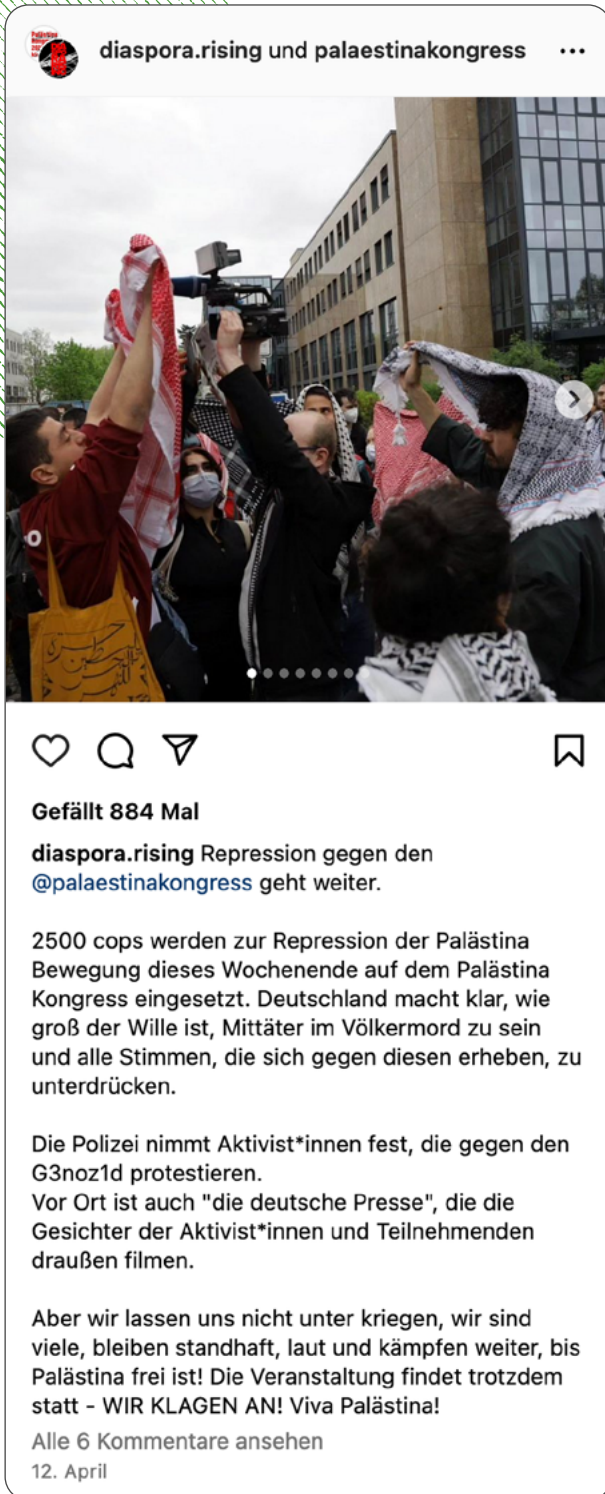 diaspora.rising und palaestinakongress
Gefällt 884 Mal
diaspora.rising Repression gegen den
@palaestinakongress geht weiter.
2500 cops werden zur Repression der Palästina
Bewegung dieses Wochenende auf dem Palästina
Kongress eingesetzt. Deutschland macht klar, wie
groß der Wille ist, Mittäter im Völkermord zu sein
und alle Stimmen, die sich gegen diesen erheben, zu
unterdrücken.
Die Polizei nimmt Aktivist*innen fest, die gegen den
G3noz1d protestieren.
Vor Ort ist auch "die deutsche Presse", die die
Gesichter der Aktivist*innen und Teilnehmenden
draußen filmen.
Aber wir lassen uns nicht unter kriegen, wir sind
viele, bleiben standhaft, laut und kämpfen weiter, bis
Palästina frei ist! Die Veranstaltung findet trotzdem
statt - WIR KLAGEN AN! Viva Palästina!
Alle 6 Kommentare ansehen
12. April